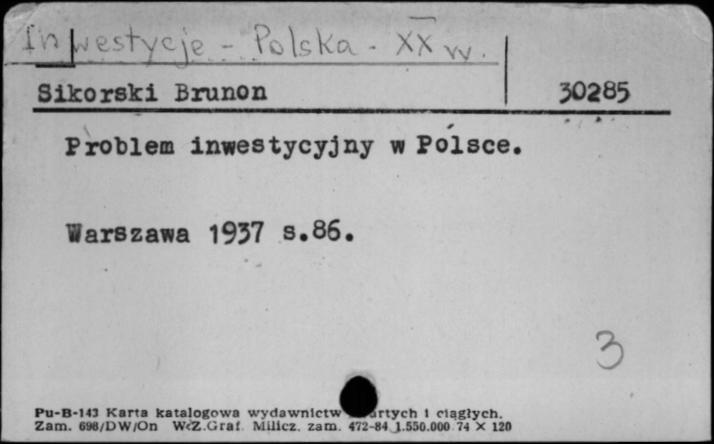 Inwestycje - Polska - XX w.
Sikorski Brunon 30285
Problem inwestycyjny w Polsce.
Warszawa 1937 s.86.
3
Pu-B-143 Karta katalogowa wydawnictw artych i ciągłych.
Zam. 698/DW/On WZ.Graf. Milicz. zam. 472-84 1.550.000 74 × 120